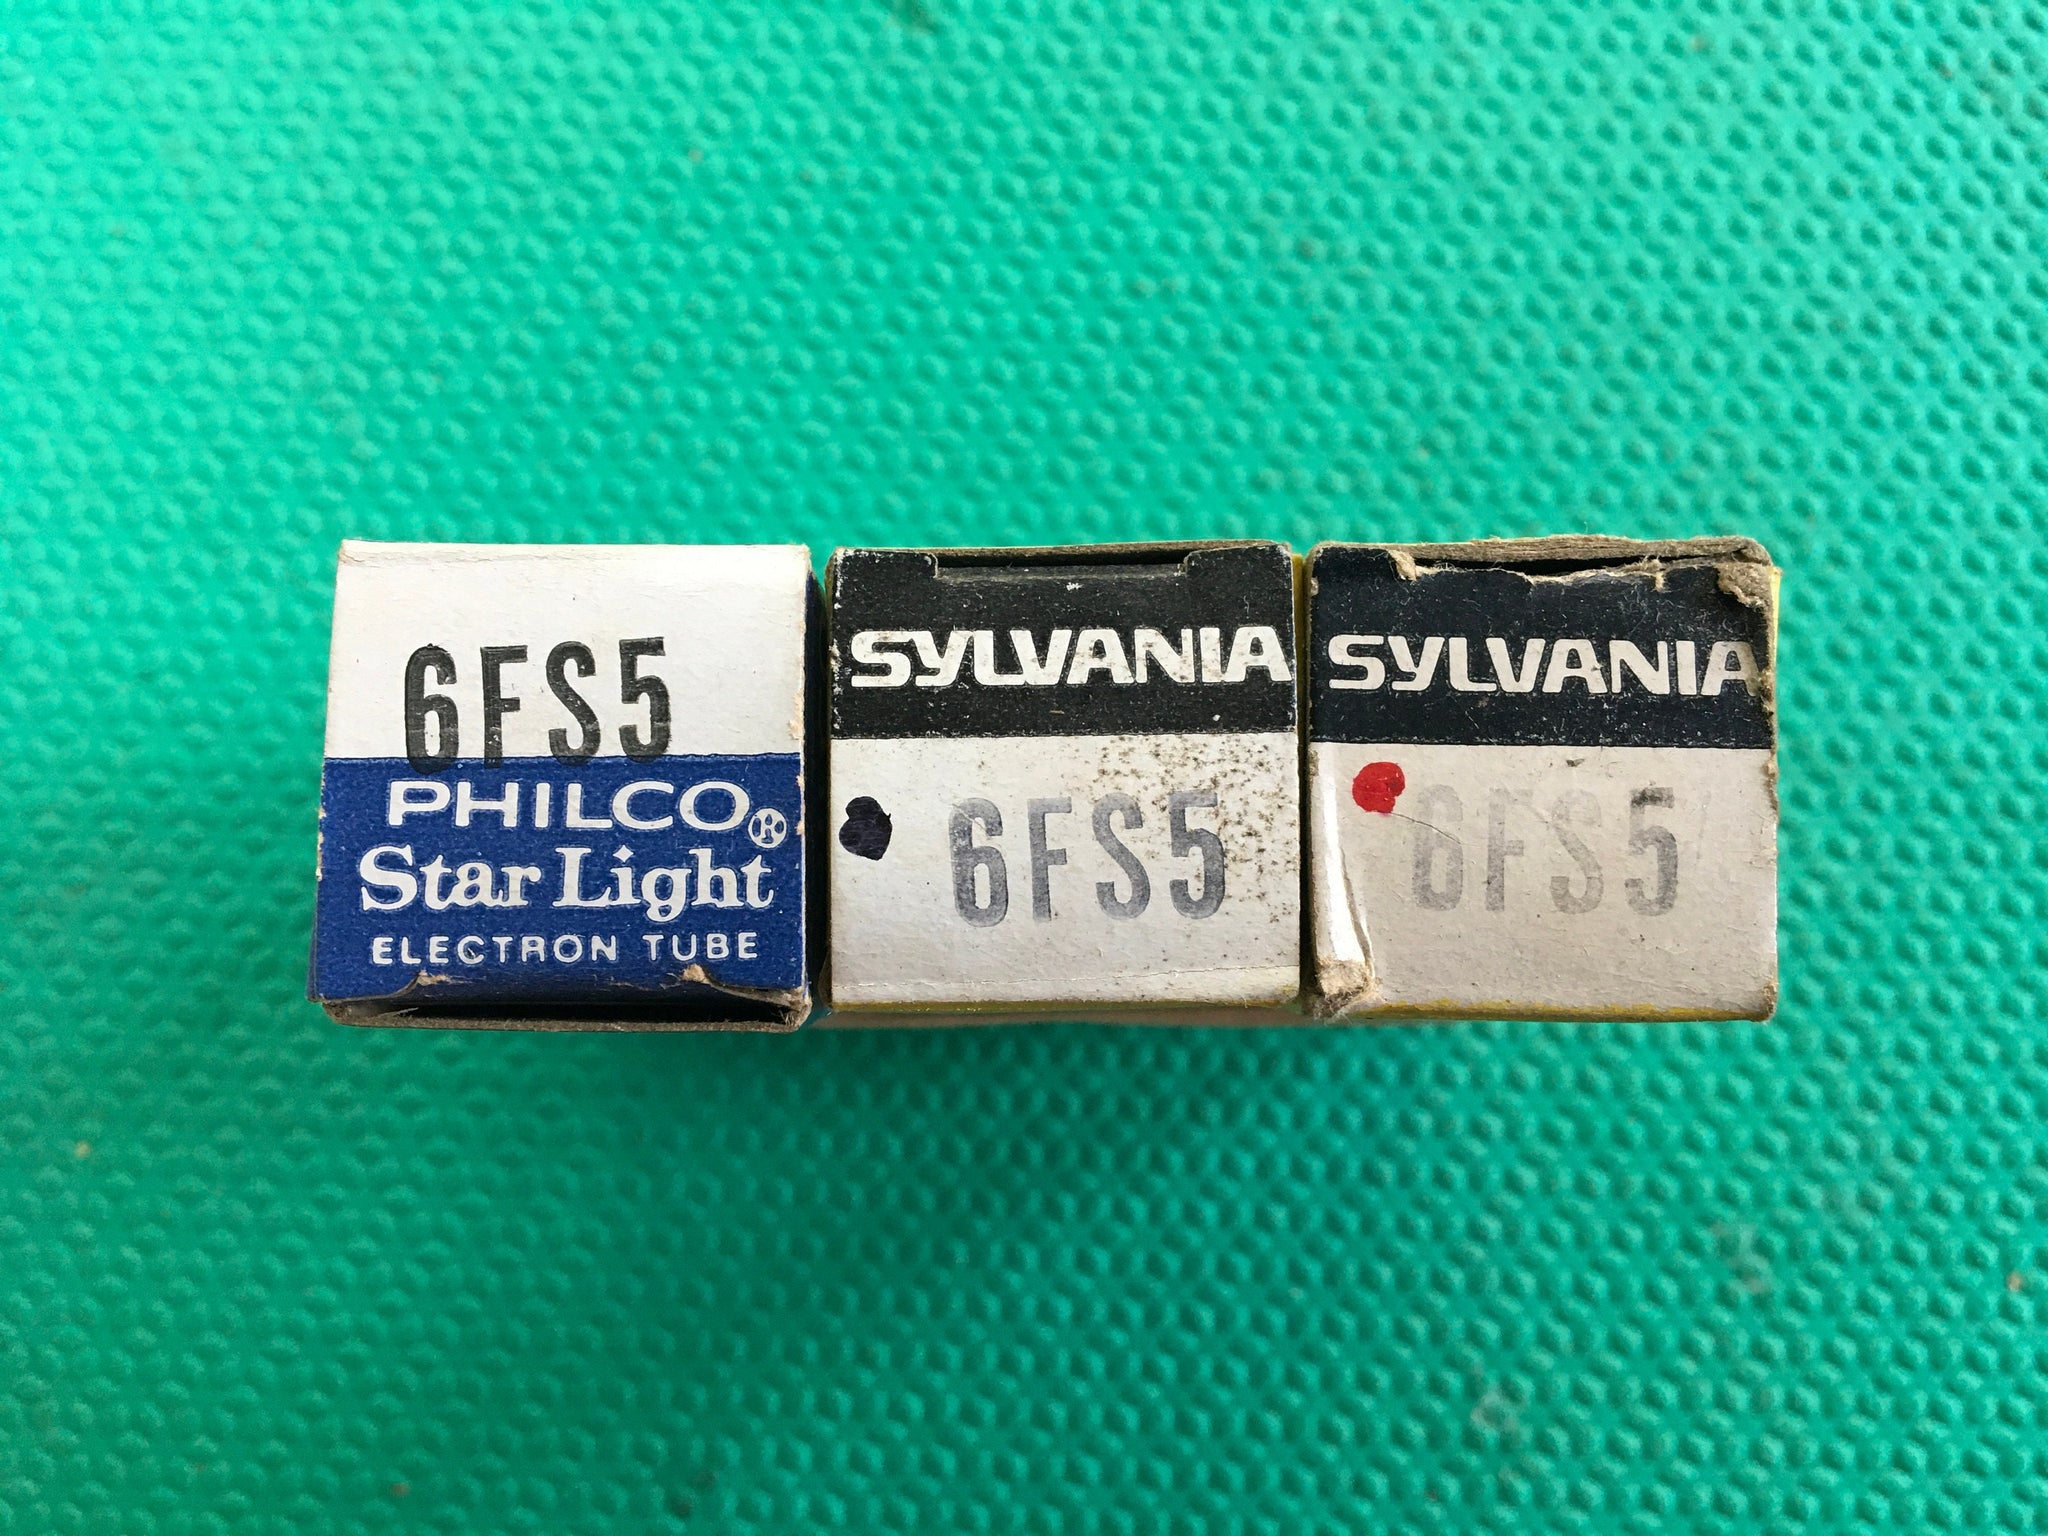 6FS5
PHILCO®
Star Light
ELECTRON TUBE
SYLVANIA
6FS5
SYLVANIA
6FS5